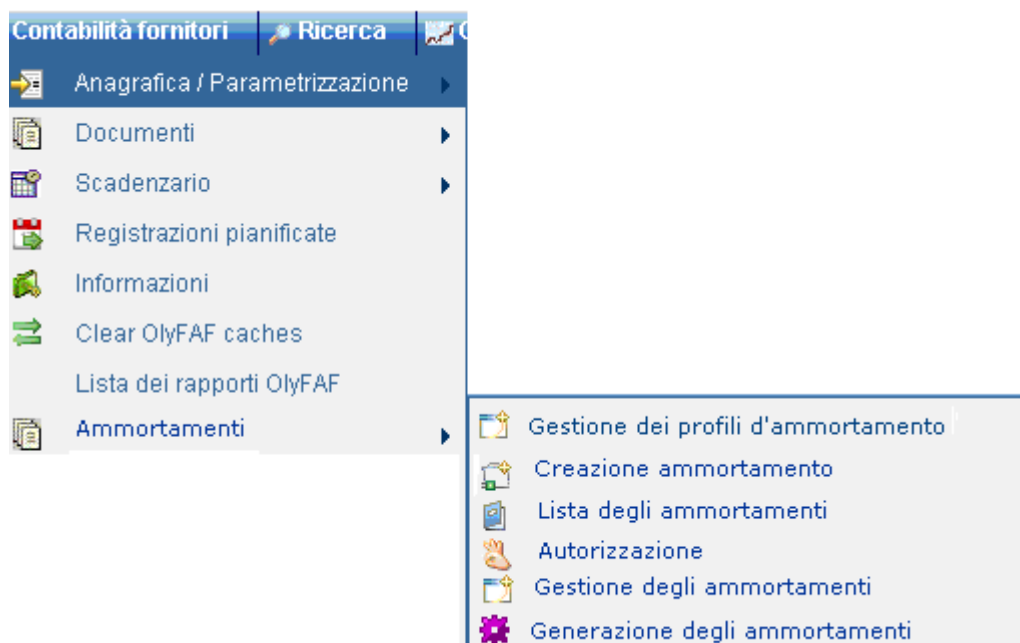 Contabilità fornitori Ricerca
Anagrafica / Parametrizzazione
Documenti
Scadenzario
Registrazioni pianificate
Informazioni
Clear OlyFAF caches
Lista dei rapporti OlyFAF
Ammortamenti
Gestione dei profili d'ammortamento
Creazione ammortamento
Lista degli ammortamenti
Autorizzazione
Gestione degli ammortamenti
Generazione degli ammortamenti